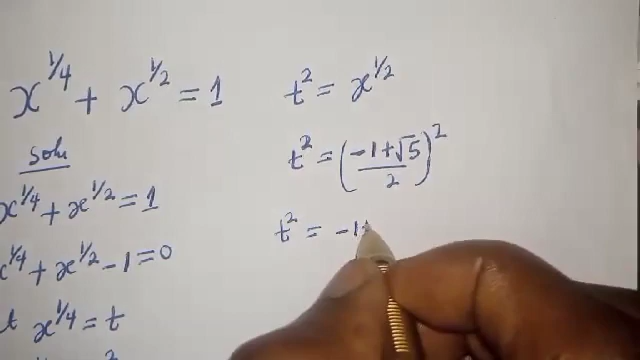 x^{1/4} + x^{1/2} = 1
Solu
x^{1/4} + x^{1/2} = 1
x^{1/4} + x^{1/2} - 1 = 0
t x^{1/4} = t
t^2 = x^{1/2}
t^2 = ((-1+√5)/2)^2
t^2 = -1+